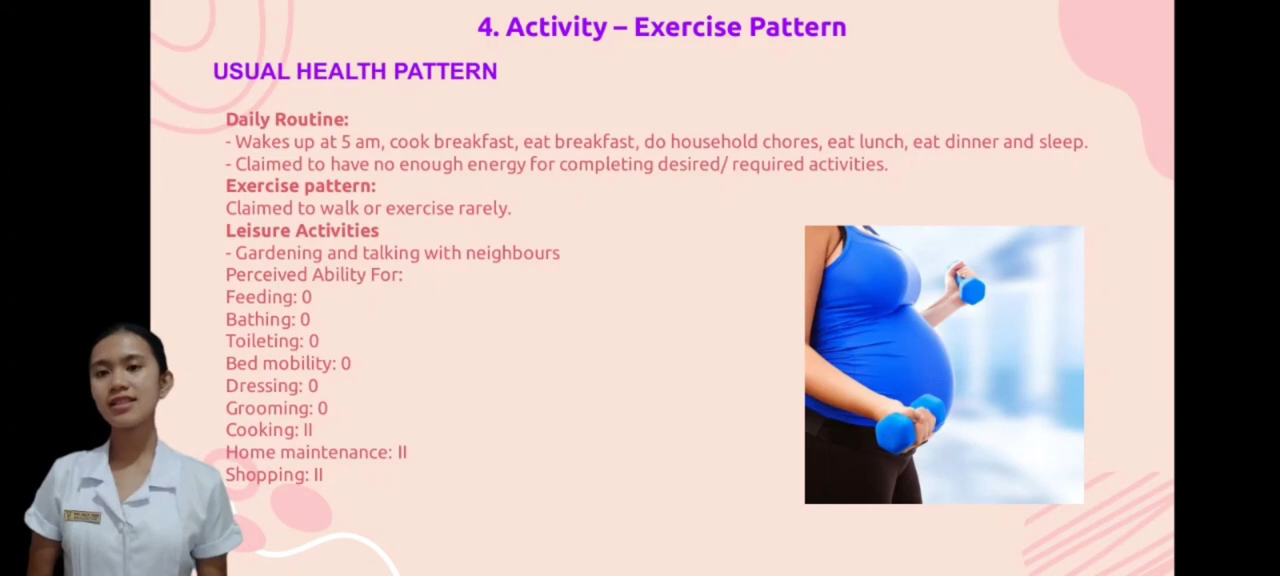 4. Activity – Exercise Pattern
USUAL HEALTH PATTERN
Daily Routine:
- Wakes up at 5 am, cook breakfast, eat breakfast, do household chores, eat lunch, eat dinner and sleep.
- Claimed to have no enough energy for completing desired/ required activities.
Exercise pattern:
Claimed to walk or exercise rarely.
Leisure Activities
- Gardening and talking with neighbours
Perceived Ability For:
Feeding: 0
Bathing: 0
Toileting: 0
Bed mobility: 0
Dressing: 0
Grooming: 0
Cooking: II
Home maintenance: II
Shopping: II